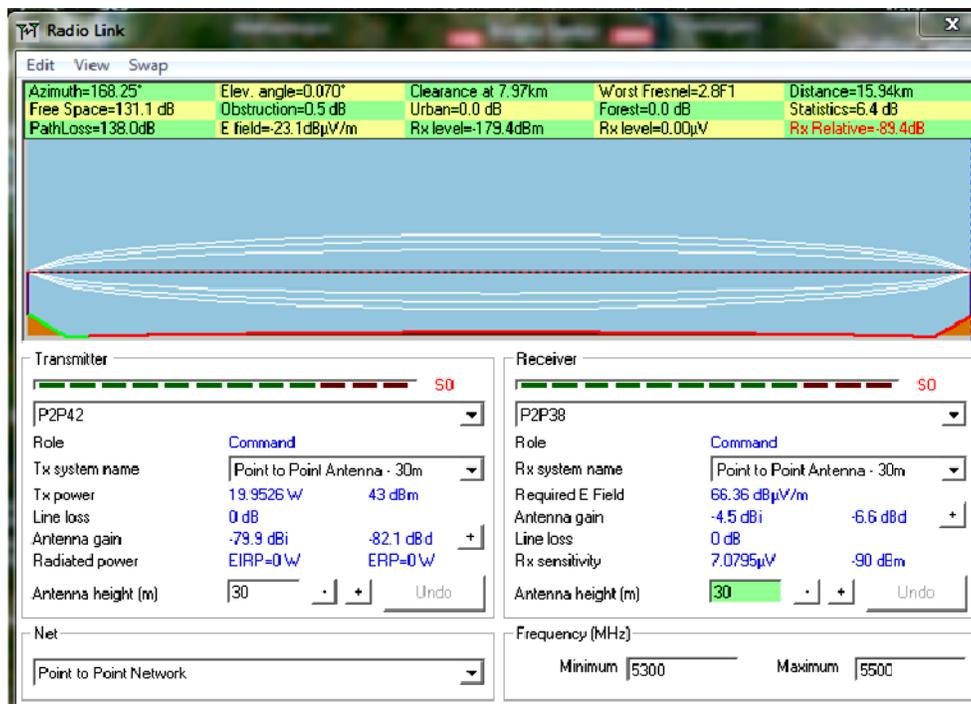 Radio Link
X
Edit View Swap
Azimuth=168.25° Elev. angle=0.070° Clearance at 7.97km Worst Fresnel=2.8F1 Distance=15.94km
Free Space=131.1 dB Obstruction=0.5 dB Urban=0.0 dB Forest=0.0 dB Statistics=6.4 dB
PathLoss=138.0dB E field=-23.1dBµV/m Rx level=-179.4dBm Rx level=0.00µV Rx Relative=-89.4dB
Transmitter
S0
P2P42
Role Command
Tx system name Point to Point Antenna - 30m
Tx power 19.9526 W 43 dBm
Line loss 0 dB
Antenna gain -79.9 dBi -82.1 dBd +
Radiated power EIRP=0 W ERP=0 W
Antenna height (m) 30 - + Undo
Receiver
S0
P2P38
Role Command
Rx system name Point to Point Antenna - 30m
Required E Field 66.36 dBµV/m
Antenna gain -4.5 dBi -6.6 dBd +
Line loss 0 dB
Rx sensitivity 7.0795µV -90 dBm
Antenna height (m) 30 - + Undo
Net
Point to Point Network
Frequency (MHz)
Minimum 5300 Maximum 5500